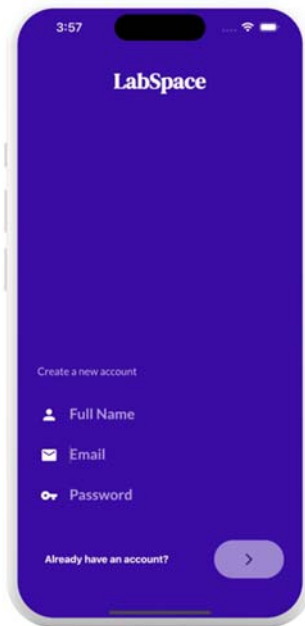 3:57
LabSpace
Create a new account
Full Name
Email
Password
Already have an account?